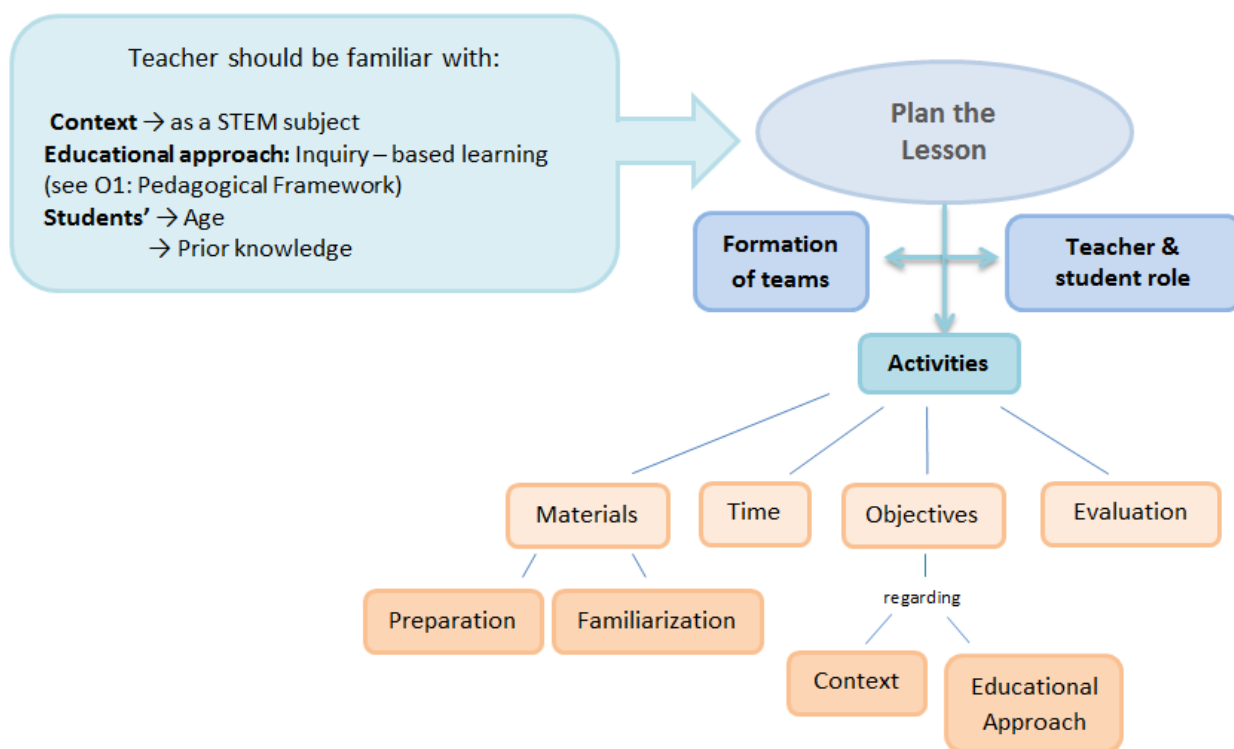 Teacher should be familiar with:
Context → as a STEM subject
Educational approach: Inquiry – based learning
(see O1: Pedagogical Framework)
Students’ → Age
→ Prior knowledge
Plan the
Lesson
Formation
of teams
Teacher &
student role
Activities
Materials
Time
Objectives
Evaluation
Preparation
Familiarization
regarding
Context
Educational
Approach